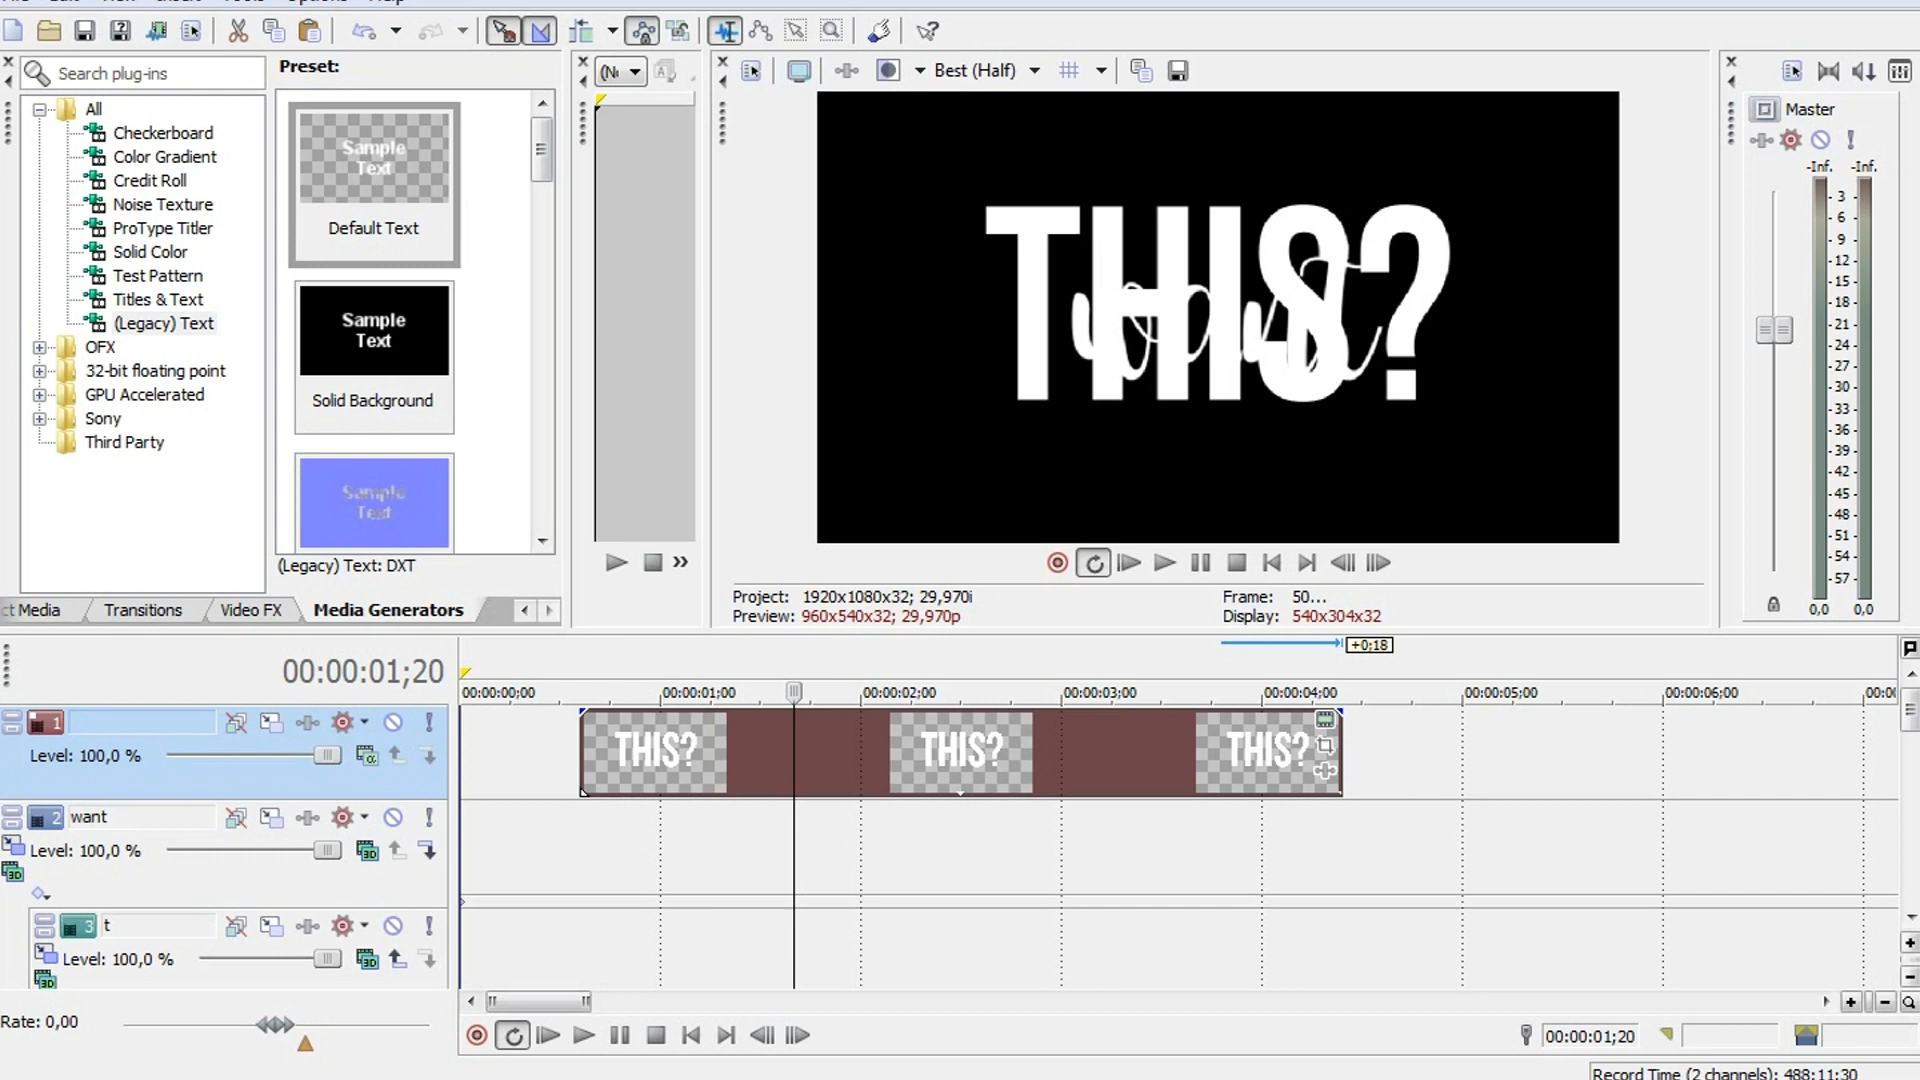 Search plug-ins
Preset:
All
Checkerboard
Color Gradient
Credit Roll
Noise Texture
ProType Titler
Solid Color
Test Pattern
Titles & Text
(Legacy) Text
OFX
32-bit floating point
GPU Accelerated
Sony
Third Party
Sample
Text
Default Text
Sample
Text
Solid Background
Sample
Text
(Legacy) Text: DXT
ct Media
Transitions
Video FX
Media Generators
Best (Half)
THIS?
want
Project: 1920x1080x32; 29,970i
Preview: 960x540x32; 29,970p
Frame: 50...
Display: 540x304x32
Master
-Inf. -Inf.
- 3 -
- 6 -
- 9 -
-12 -
-15 -
-18 -
-21 -
-24 -
-27 -
-30 -
-33 -
-36 -
-39 -
-42 -
-45 -
-48 -
-51 -
-54 -
-57 -
0,0 0,0
+0;18
00:00:01;20
00:00:00;00 00:00:01;00 00:00:02;00 00:00:03;00 00:00:04;00 00:00:05;00 00:00:06;00 00:00
1
Level: 100,0 %
THIS? THIS? THIS?
2 want
Level: 100,0 %
3D
3D
3 t
Level: 100,0 %
3D
3D
Rate: 0,00
00:00:01;20
Record Time (2 channels): 488:11:30